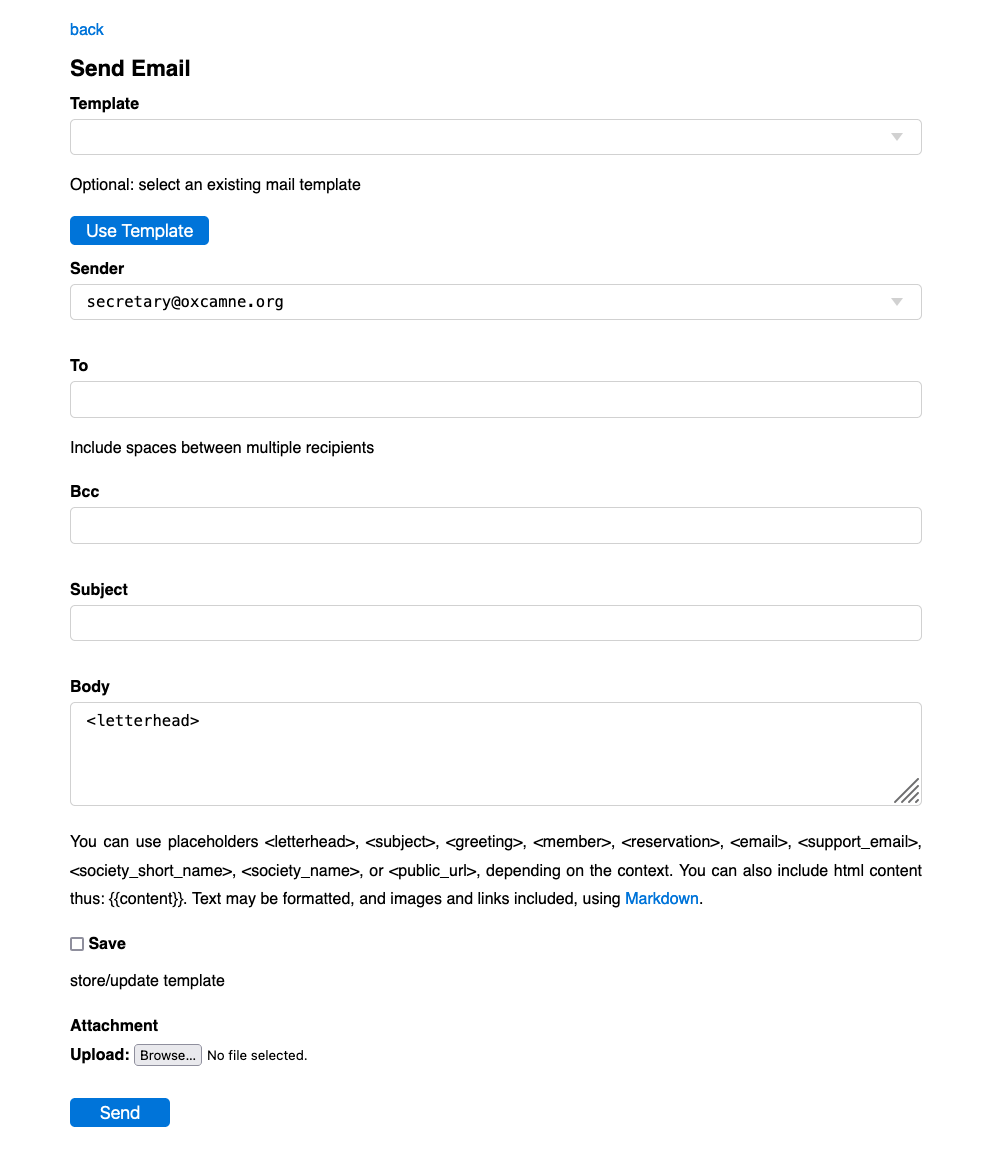 back
Send Email
Template
Optional: select an existing mail template
Use Template
Sender
secretary@oxcamne.org
To
Include spaces between multiple recipients
Bcc
Subject
Body
<letterhead>
You can use placeholders <letterhead>, <subject>, <greeting>, <member>, <reservation>, <email>, <support_email>,
<society_short_name>, <society_name>, or <public_url>, depending on the context. You can also include html content
thus: {{content}}. Text may be formatted, and images and links included, using Markdown.
Save
store/update template
Attachment
Upload: Browse... No file selected.
Send